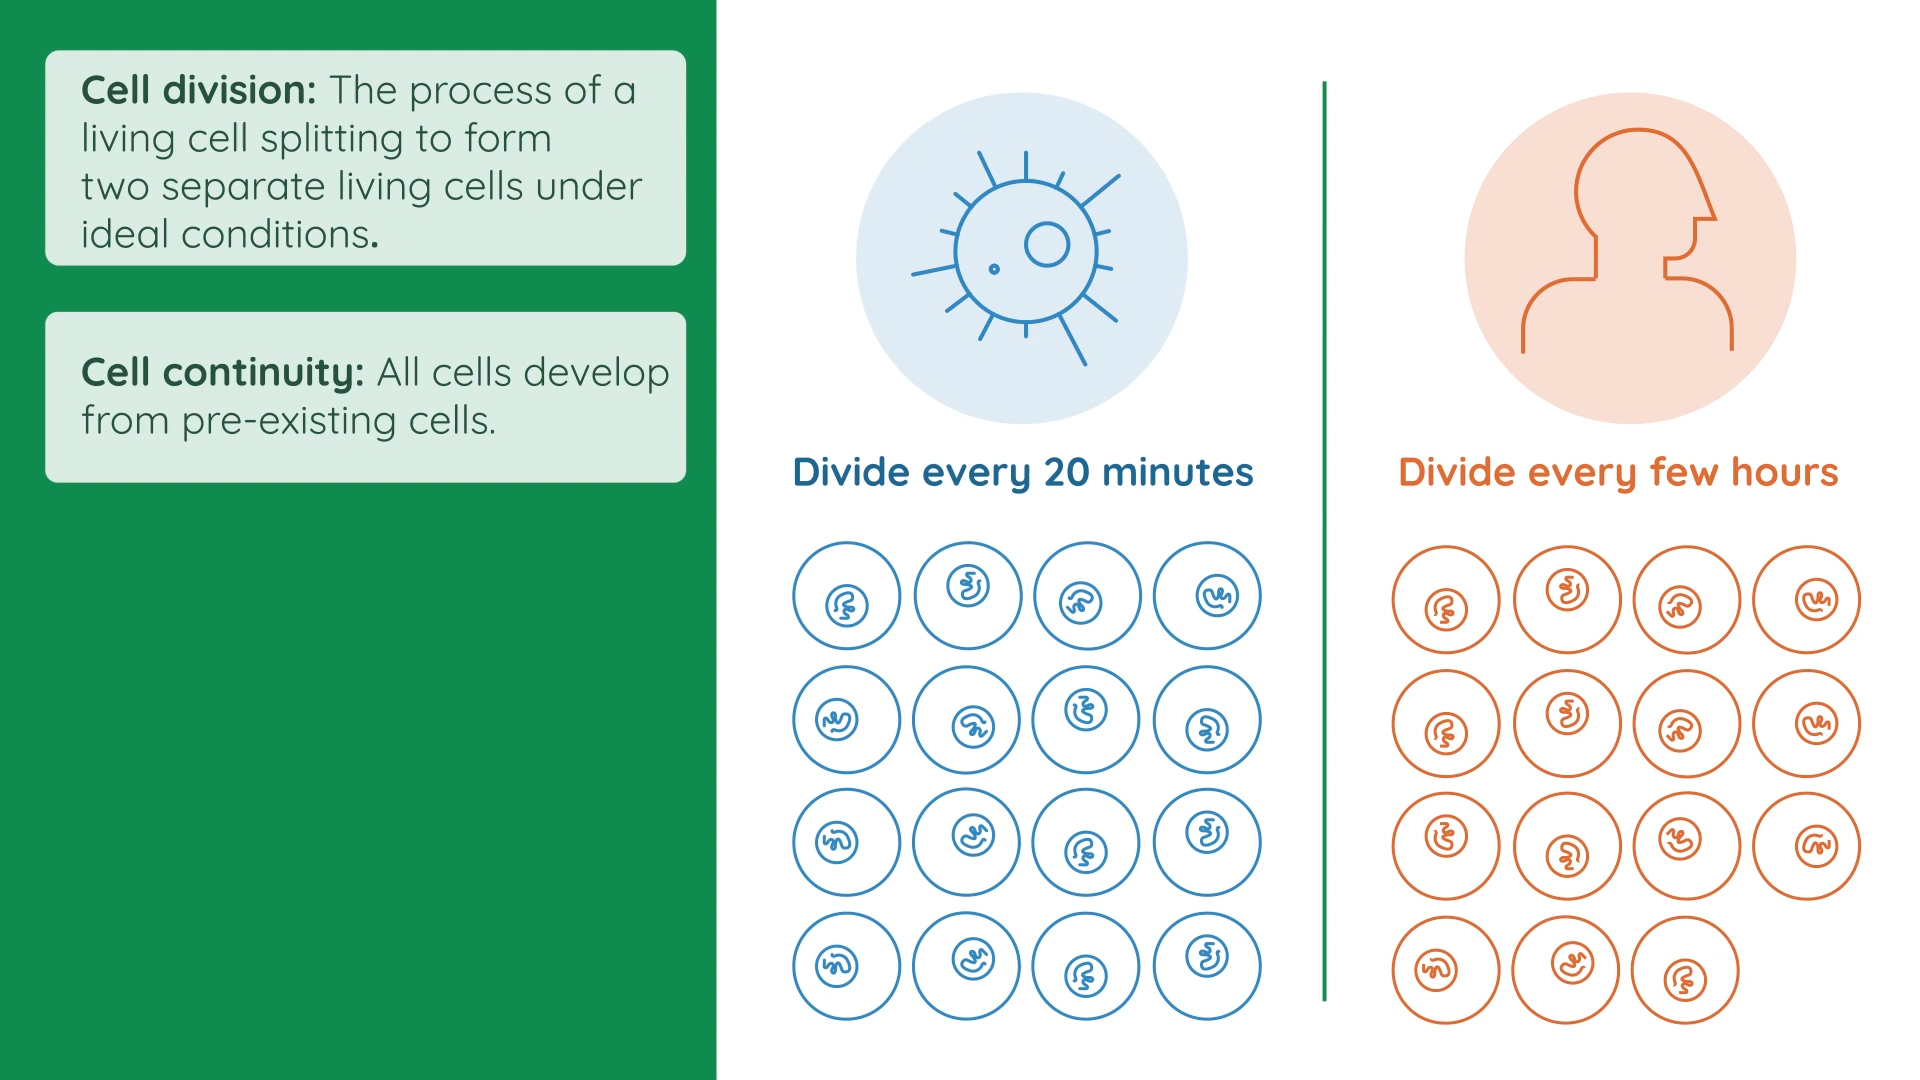 Cell division: The process of a
living cell splitting to form
two separate living cells under
ideal conditions.
Cell continuity: All cells develop
from pre-existing cells.
Divide every 20 minutes
Divide every few hours